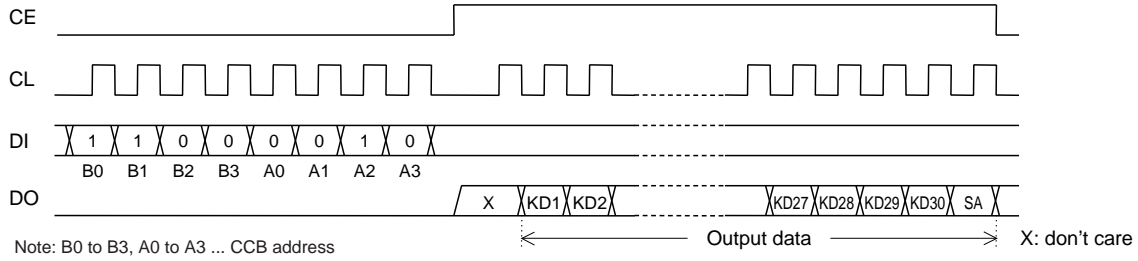 CE
CL
DI 1 1 0 0 0 0 1 0
B0 B1 B2 B3 A0 A1 A2 A3
DO X KD1 KD2 KD27 KD28 KD29 KD30 SA
Output data X: don't care
Note: B0 to B3, A0 to A3 ... CCB address